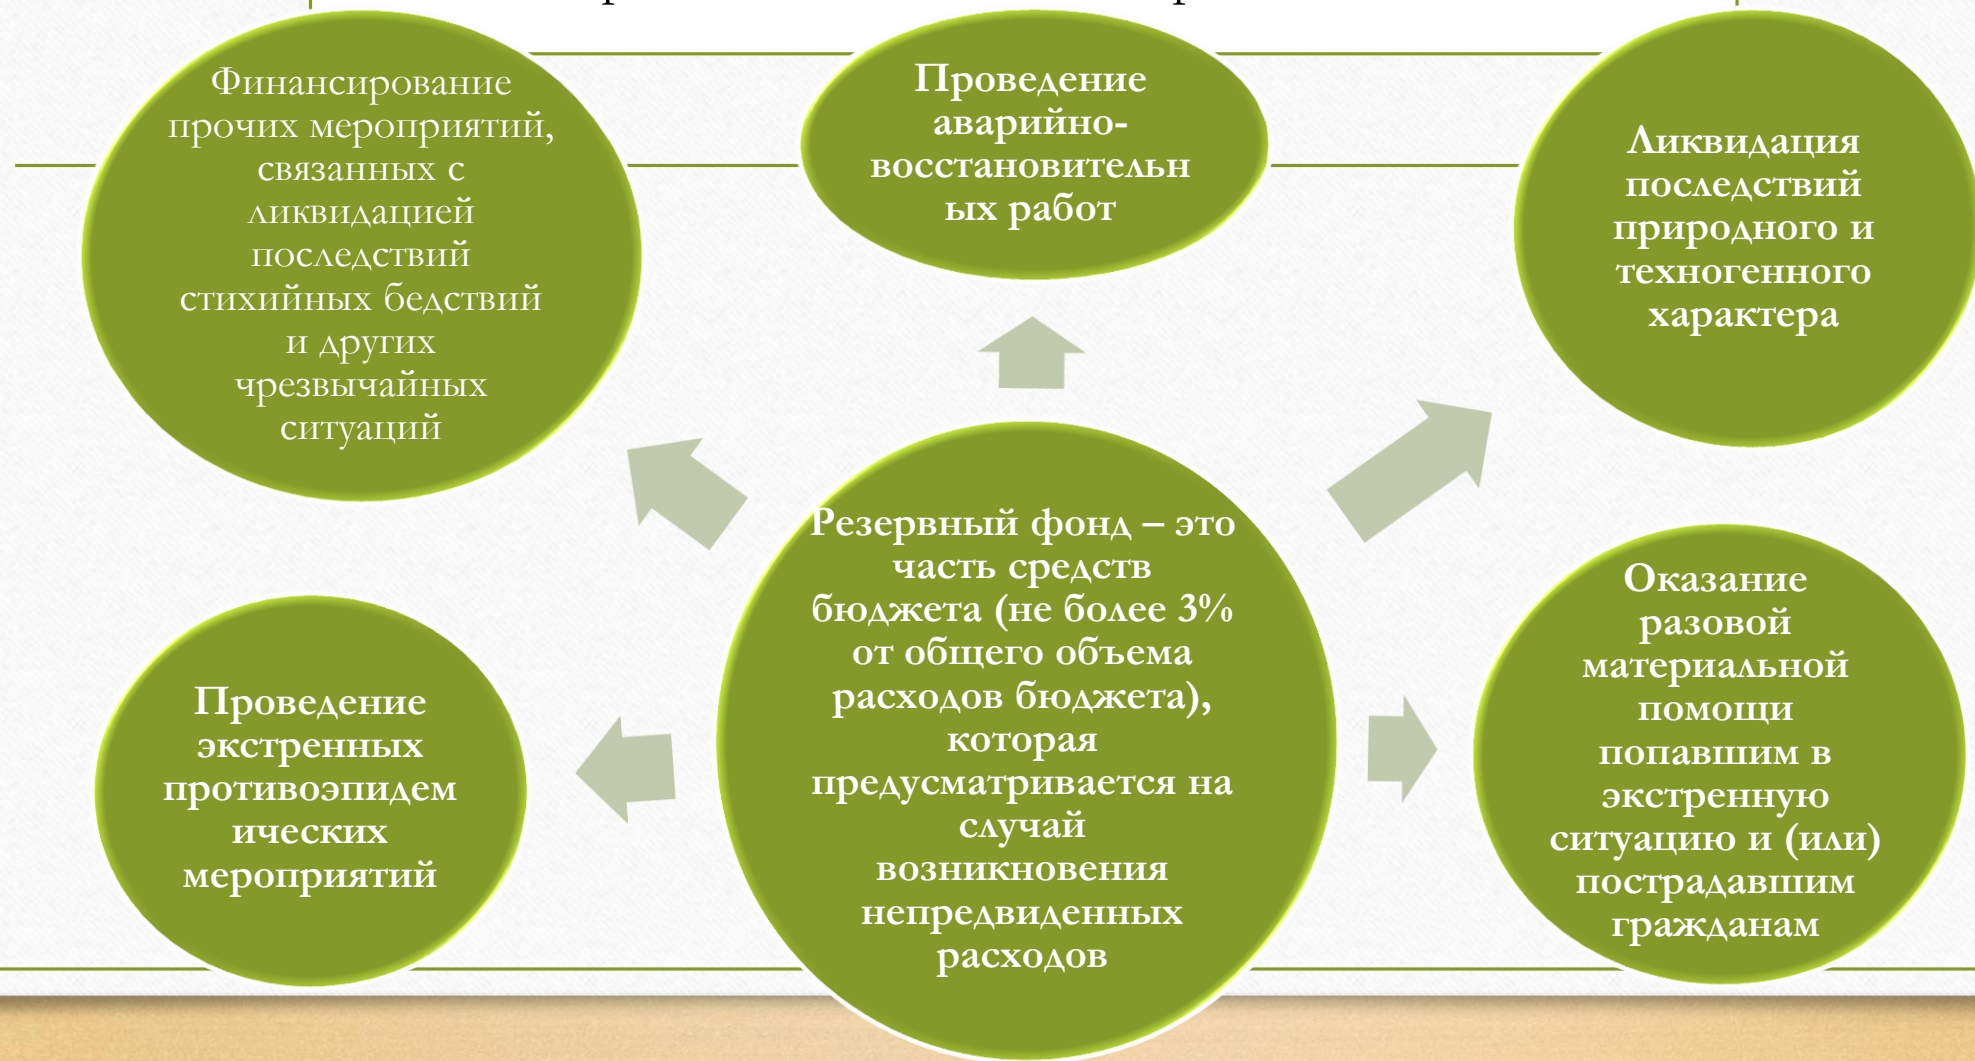 Финансирование
прочих мероприятий,
связанных с
ликвидацией
последствий
стихийных бедствий
и других
чрезвычайных
ситуаций
Проведение
аварийно-
восстановительн
ых работ
Ликвидация
последствий
природного и
техногенного
характера
Резервный фонд – это
часть средств
бюджета (не более 3%
от общего объема
расходов бюджета),
которая
предусматривается на
случай
возникновения
непредвиденных
расходов
Проведение
экстренных
противоэпидем
ических
мероприятий
Оказание
разовой
материальной
помощи
попавшим в
экстренную
ситуацию и (или)
пострадавшим
гражданам